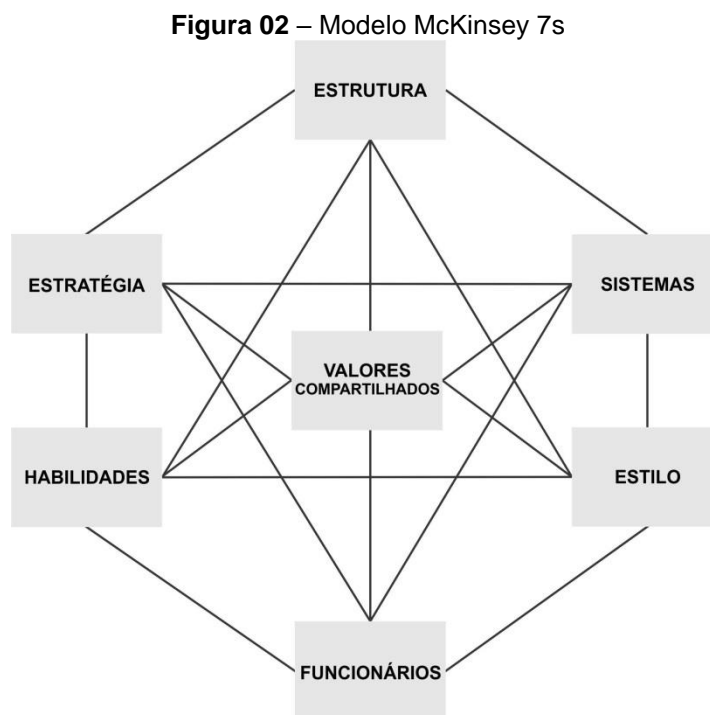 Figura 02 – Modelo McKinsey 7s
ESTRUTURA
ESTRATÉGIA
SISTEMAS
VALORES
COMPARTILHADOS
HABILIDADES
ESTILO
FUNCIONÁRIOS